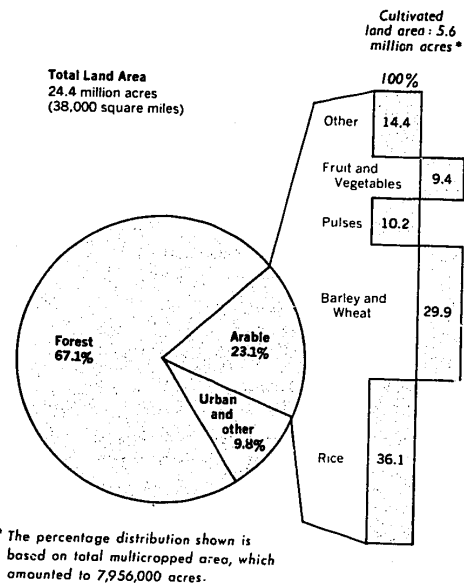 Cultivated
land area : 5.6
million acres *
100%
Total Land Area
24.4 million acres
(38,000 square miles)
Other 14.4
Fruit and
Vegetables 9.4
Pulses 10.2
Barley and
Wheat 29.9
Rice 36.1
Forest
67.1%
Arable
23.1%
Urban
and
other
9.8%
* The percentage distribution shown is
based on total multicropped area, which
amounted to 7,956,000 acres.